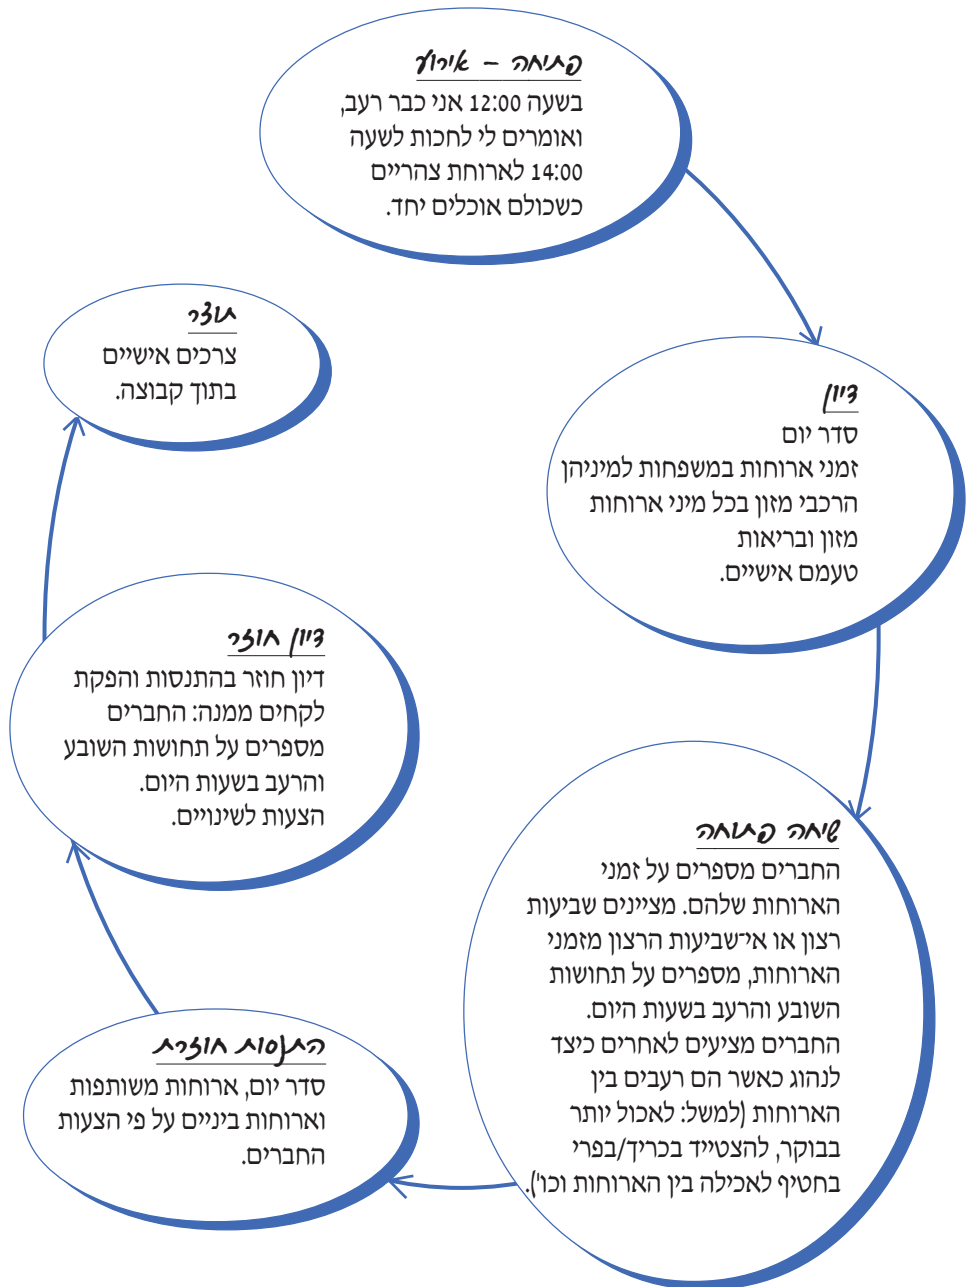 פתיחה – אירוע
בשעה 12:00 אני כבר רעב,
ואומרים לי לחכות לשעה
14:00 לארוחת צהריים
כשכולם אוכלים יחד.
דיון
סדר יום
זמני ארוחות במשפחות למיניהן
הרכבי מזון בכל מיני ארוחות
מזון ובריאות
טעמם אישיים.
שיחה פתוחה
החברים מספרים על זמני
הארוחות שלהם. מציינים שביעות
רצון או אי־שביעות הרצון מזמני
הארוחות, מספרים על תחושות
השובע והרעב בשעות היום.
החברים מציעים לאחרים כיצד
לנהוג כאשר הם רעבים בין
הארוחות (למשל: לאכול יותר
בבוקר, להצטייד בכריך/בפרי
בחטיף לאכילה בין הארוחות וכו').
התנסות חוזרת
סדר יום, ארוחות משותפות
וארוחות ביניים על פי הצעות
החברים.
דיון חוזר
דיון חוזר בהתנסות והפקת
לקחים ממנה: החברים
מספרים על תחושות השובע
והרעב בשעות היום.
הצעות לשינויים.
תוצר
צרכים אישיים
בתוך קבוצה.